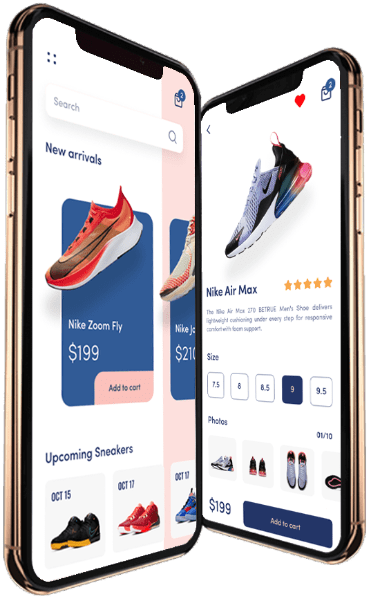 2
Search
New arrivals
Nike Zoom Fly
$199
Add to cart
Nike Jo
$210
Upcoming Sneakers
OCT 15
OCT 17
OCT 17
2
Nike Air Max
The Nike Air Max 270 BETRUE Men's Shoe delivers
lightweight cushioning under every step for responsive
comfort with team support.
Size
7.5
8
8.5
9
9.5
Photos
01/10
$199
Add to cart